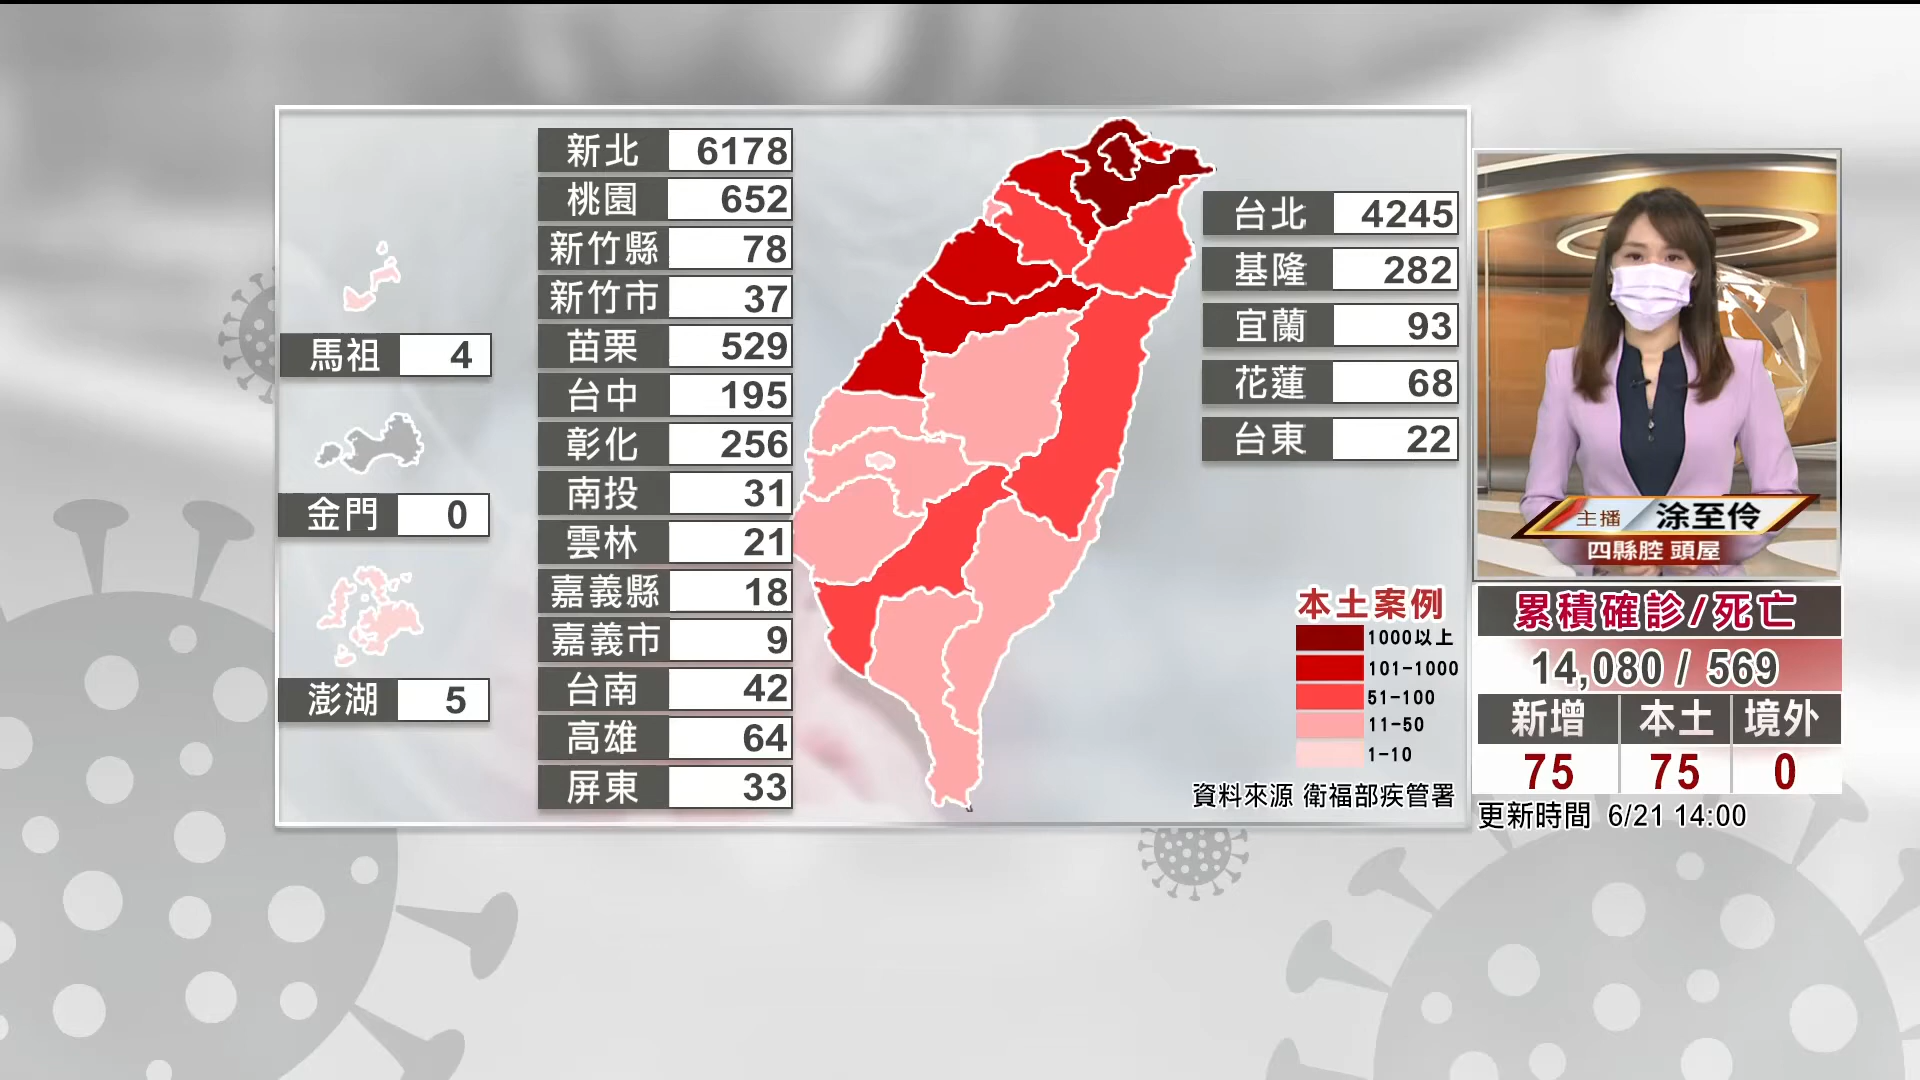 馬祖 4
金門 0
澎湖 5
新北 6178
桃園 652
新竹縣 78
新竹市 37
苗栗 529
台中 195
彰化 256
南投 31
雲林 21
嘉義縣 18
嘉義市 9
台南 42
高雄 64
屏東 33
台北 4245
基隆 282
宜蘭 93
花蓮 68
台東 22
本土案例
1000以上
101-1000
51-100
11-50
1-10
資料來源 衛福部疾管署
主播 涂至伶
四縣腔 頭屋
累積確診/死亡
14,080 / 569
新增 本土 境外
75 75 0
更新時間 6/21 14:00